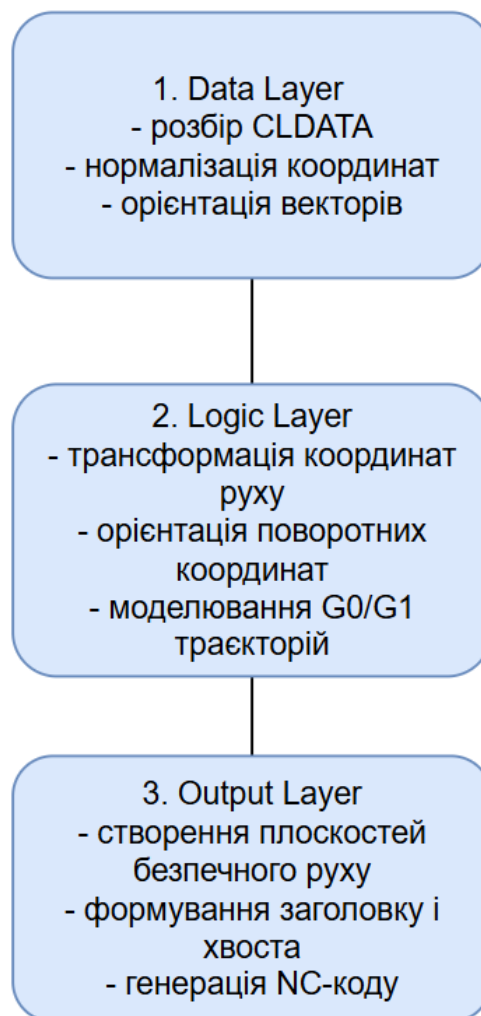 1. Data Layer
- розбір CLDATA
- нормалізація координат
- орієнтація векторів
2. Logic Layer
- трансформація координат
руху
- орієнтація поворотних
координат
- моделювання G0/G1
траєкторій
3. Output Layer
- створення плоскостей
безпечного руху
- формування заголовку і
хвоста
- генерація NC-коду